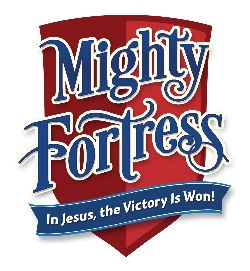 Mighty
Fortress
In Jesus, the Victory Is Won!